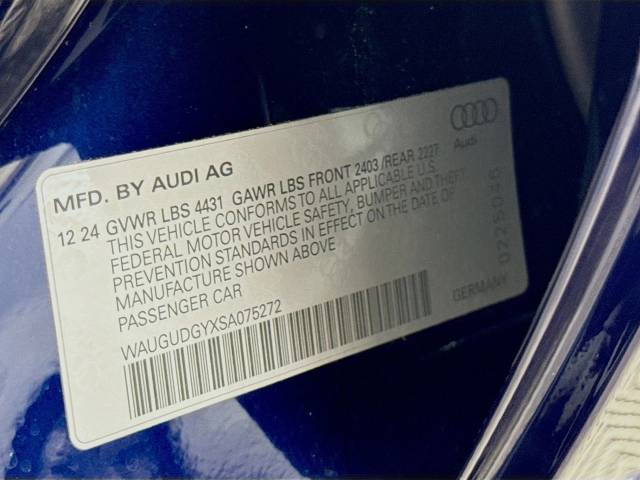 MFD. BY AUDI AG
Audi
12 24 GVWR LBS 4431 GAWR LBS FRONT 2403 /REAR 2227
THIS VEHICLE CONFORMS TO ALL APPLICABLE U.S.
FEDERAL MOTOR VEHICLE SAFETY, BUMPER AND THEFT
PREVENTION STANDARDS IN EFFECT ON THE DATE OF
MANUFACTURE SHOWN ABOVE
PASSENGER CAR
WAUGUDGYXSA075272
GERMANY
0225046